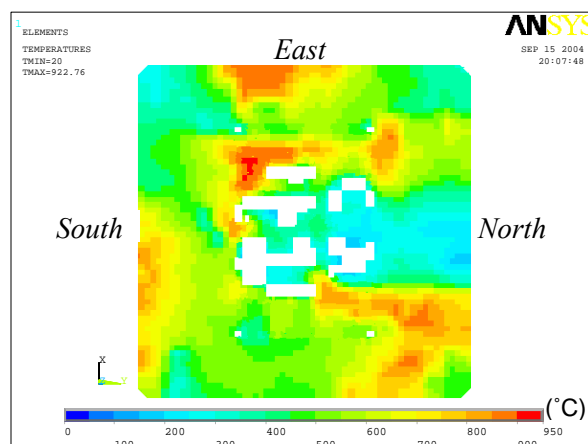 1
ELEMENTS
TEMPERATURES
TMIN=20
TMAX=922.76
ANSYS
SEP 15 2004
20:07:48
East
South
North
X
Z Y
(°C)
0 200 400 600 800 950
100 300 500 700 900